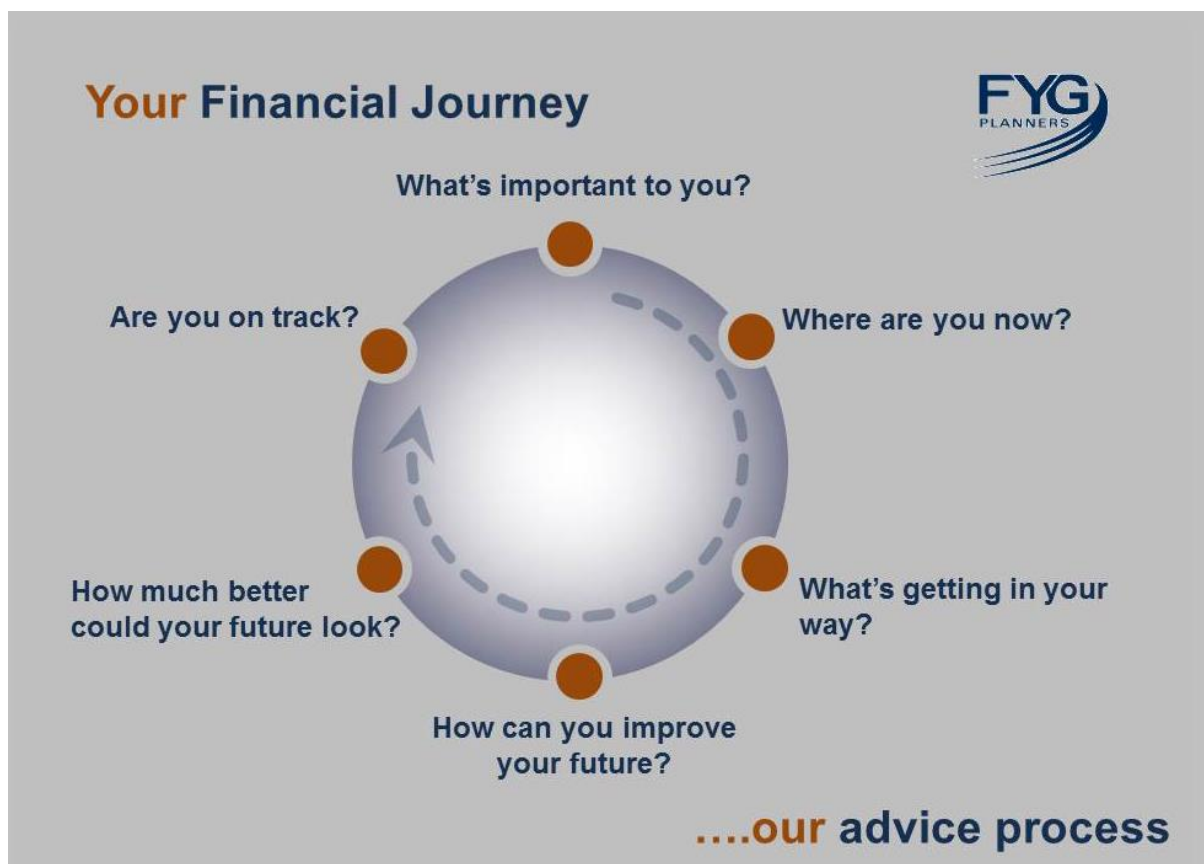 Your Financial Journey
FYG
PLANNERS
What’s important to you?
Where are you now?
What’s getting in your
way?
How can you improve
your future?
How much better
could your future look?
Are you on track?
....our advice process